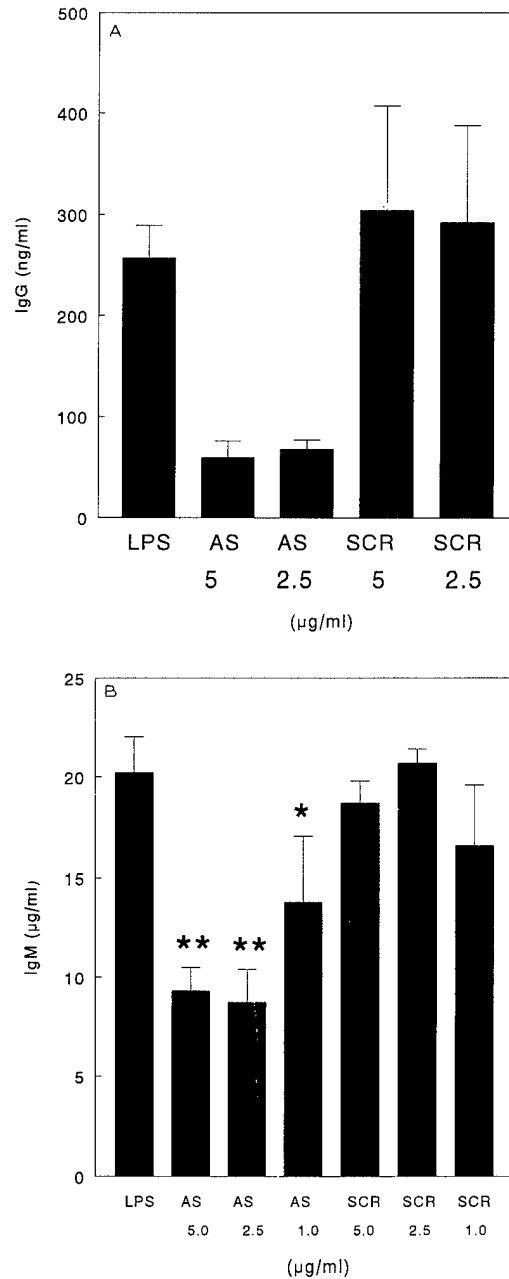 A
500
400
300
200
100
0
IgG (ng/ml)
LPS AS AS SCR SCR
5 2.5 5 2.5
(µg/ml)
B
25
20
15
10
5
0
IgM (µg/ml)
** ** *
LPS AS AS AS SCR SCR SCR
5.0 2.5 1.0 5.0 2.5 1.0
(µg/ml)